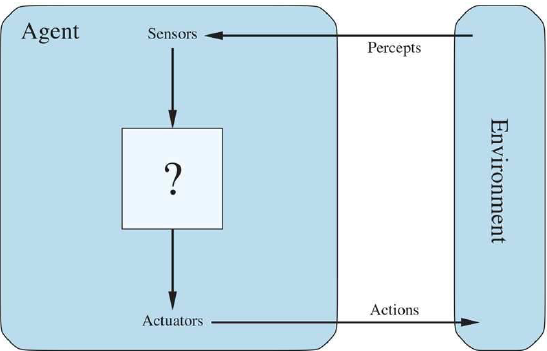 Agent
Sensors
Percepts
?
Environment
Actuators
Actions